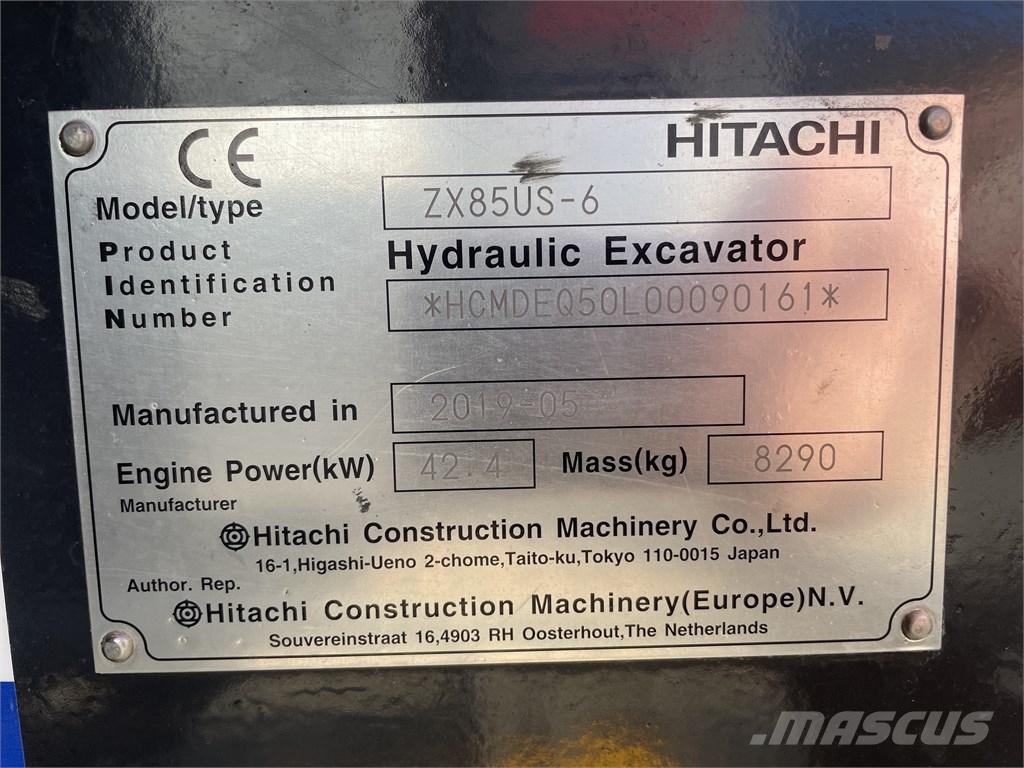 CE HITACHI
Model/type ZX85US-6
Product Hydraulic Excavator
Identification *HCMDEQ50L00090161*
Number
Manufactured in 2019-05
Engine Power(kW) 42.4 Mass(kg) 8290
Manufacturer
Hitachi Construction Machinery Co.,Ltd.
16-1,Higashi-Ueno 2-chome,Taito-ku,Tokyo 110-0015 Japan
Author. Rep.
Hitachi Construction Machinery(Europe)N.V.
Souvereinstraat 16,4903 RH Oosterhout,The Netherlands
MASCUS